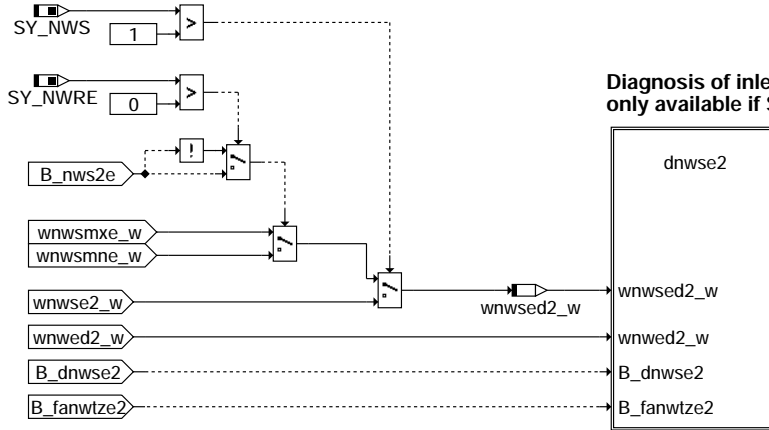 SY_NWS
1
>
SY_NWRE
0
>
Diagnosis of inle
only available if S
!
B_nws2e
dnwse2
wnwsmxe_w
wnwsmne_w
wnwse2_w
wnwsed2_w
wnwsed2_w
wnwed2_w
wnwed2_w
B_dnwse2
B_dnwse2
B_fanwtze2
B_fanwtze2